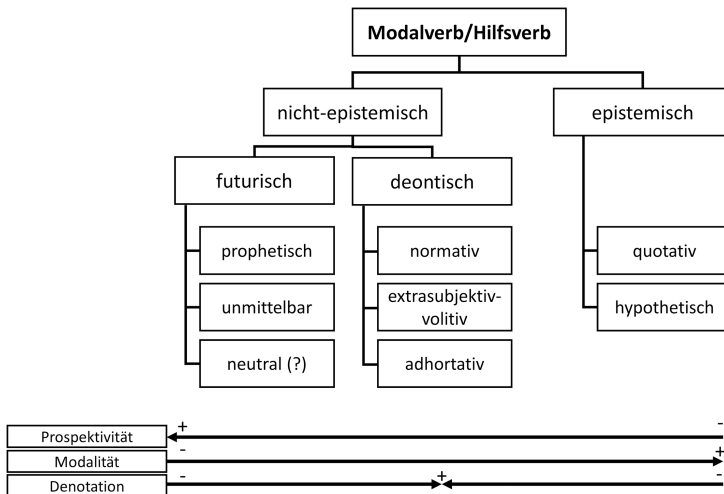 Modalverb/Hilfsverb
nicht-epistemisch
epistemisch
futurisch
deontisch
prophetisch
normativ
quotativ
unmittelbar
extrasubjektiv-
volitiv
hypothetisch
neutral (?)
adhortativ
Prospektivität + -
Modalität - +
Denotation - + -